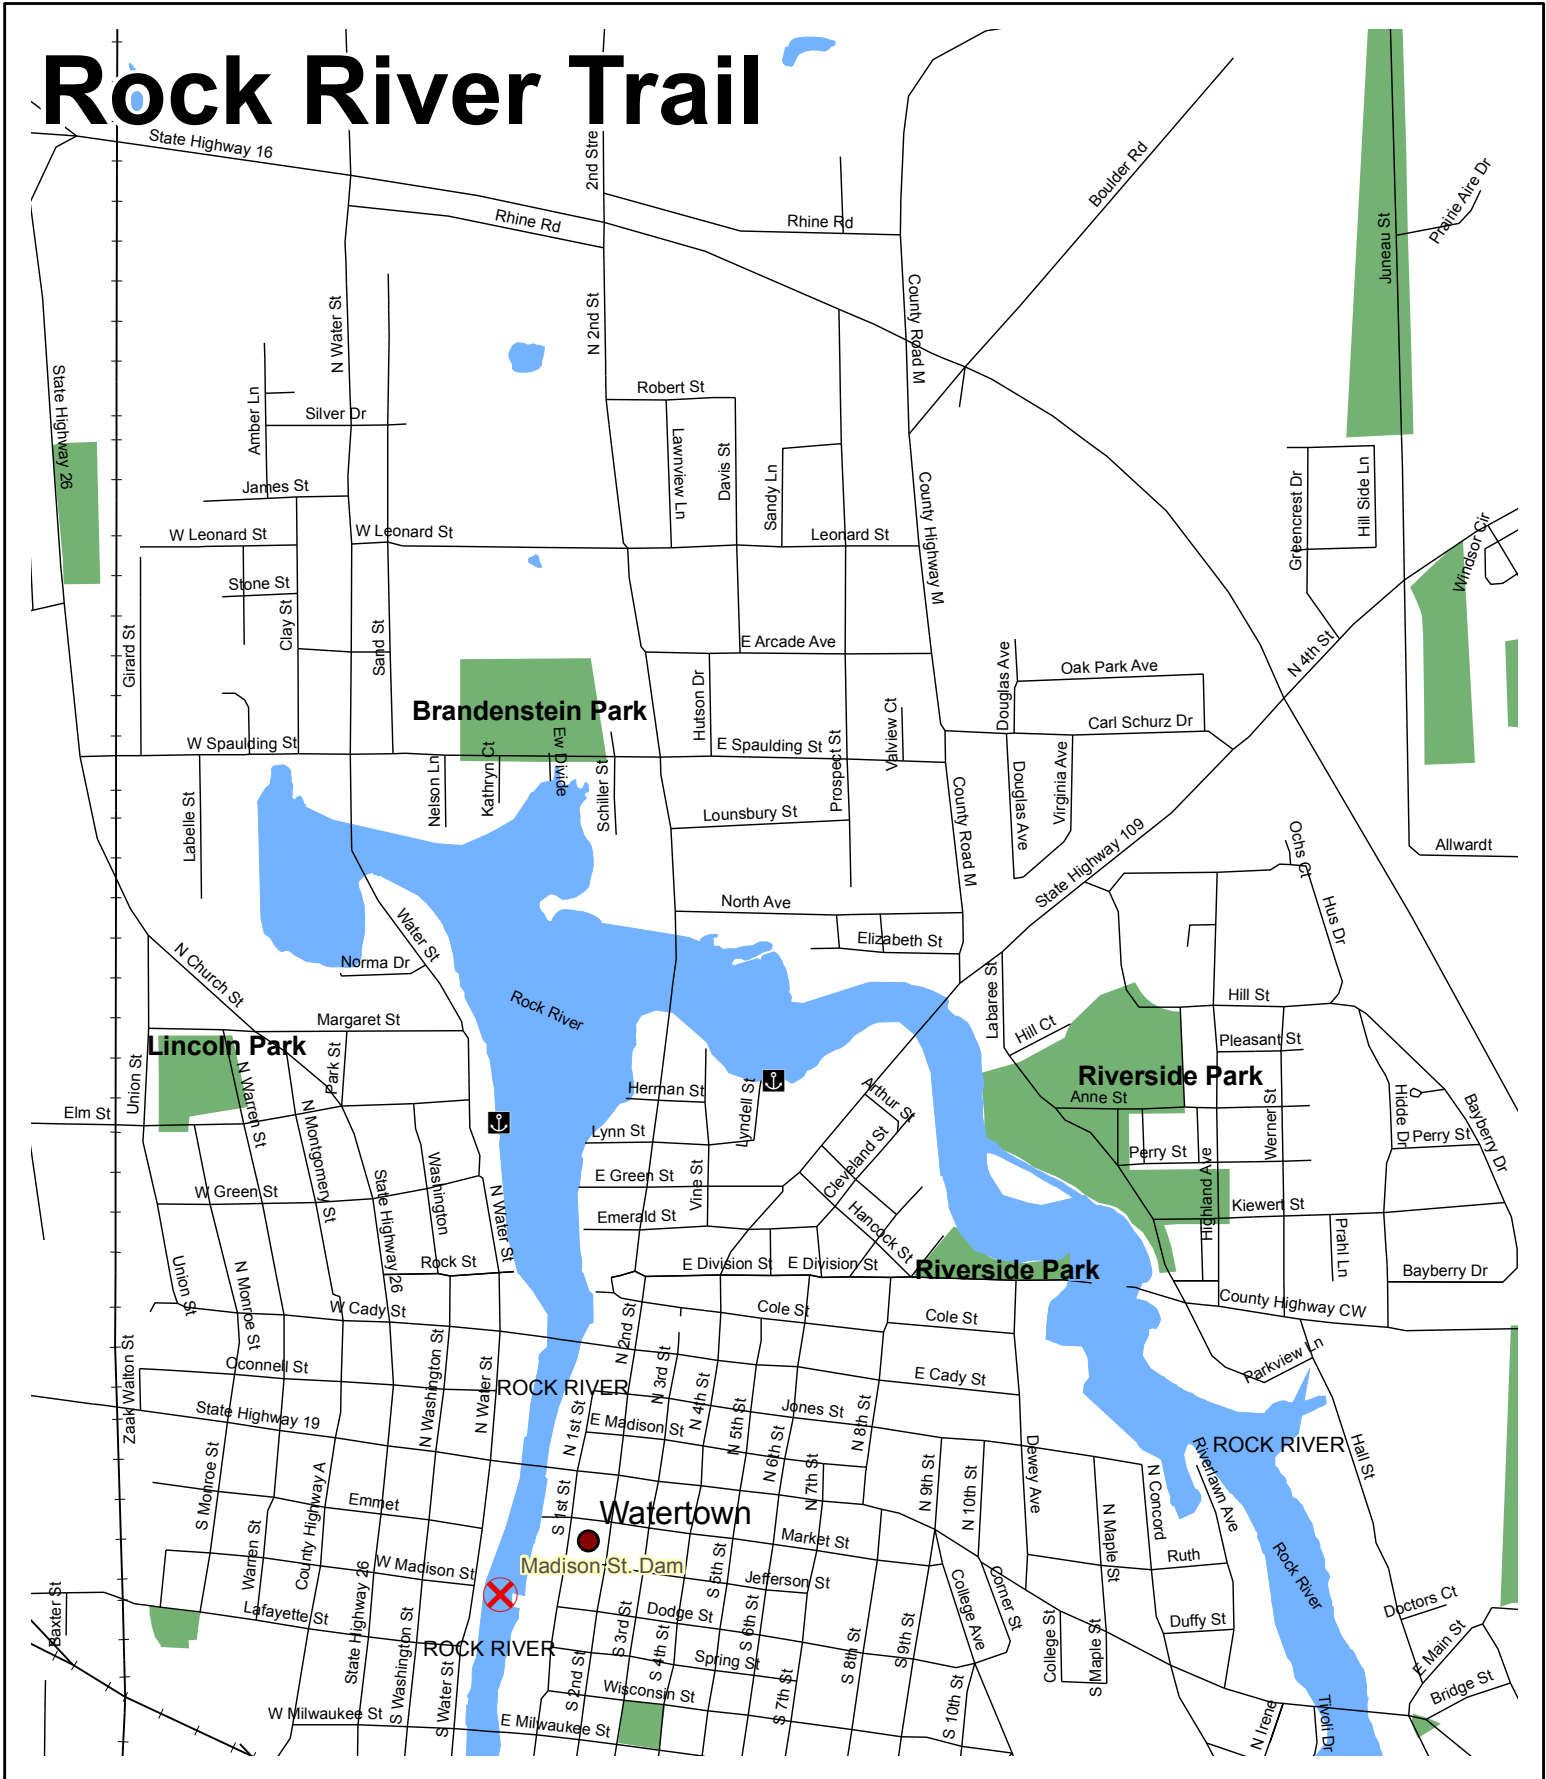 Rock River Trail
State Highway 16
2nd Stre
Rhine Rd
Rhine Rd
Boulder Rd
Prairie Aire Dr
Juneau St
N Water St
N 2nd St
County Road M
State Highway 26
Amber Ln
Silver Dr
Robert St
Lawnview Ln
Davis St
Sandy Ln
James St
W Leonard St
W Leonard St
Leonard St
County Highway M
Greencrest Dr
Hill Side Ln
Windsor Cir
Stone St
Clay St
Girard St
Sand St
E Arcade Ave
Douglas Ave
Oak Park Ave
N 4th St
Brandenstein Park
Hutson Dr
Valview Ct
Carl Schurz Dr
W Spaulding St
Ew Divide
E Spaulding St
Prospect St
Nelson Ln
Kathryn Ct
Schiller St
Labelle St
Lounsbury St
County Road M
Douglas Ave
Virginia Ave
State Highway 109
Ochs Ct
Allwardt
North Ave
Elizabeth St
Hus Dr
Water St
Norma Dr
N Church St
Rock River
Labaree St
Hill St
Hill Ct
Margaret St
Lincoln Park
Park St
Pleasant St
Riverside Park
Union St
N Warren St
Elm St
N Montgomery St
Herman St
Lyndell St
Arthur St
Anne St
Werner St
Hidde Dr
Bayberry Dr
Lynn St
Cleveland St
Perry St
Perry St
Washington
State Highway 26
W Green St
E Green St
Vine St
Highland Ave
Kiewert St
N Water St
Emerald St
Hancock St
Prahl Ln
Rock St
E Division St
E Division St
Riverside Park
Bayberry Dr
Union St
N Monroe St
W Cady St
Cole St
Cole St
County Highway CW
Zaak Walton St
Oconnell St
N Washington St
N Water St
N 2nd St
N 3rd St
Parkview Ln
E Cady St
ROCK RIVER
N 4th St
State Highway 19
N 1st St
E Madison St
N 5th St
Jones St
N 8th St
N 6th St
Dewey Ave
Riverlawn Ave
ROCK RIVER
Hall St
S Monroe St
County Highway A
Emmet
S 1st St
N 7th St
N 9th St
N 10th St
N Maple St
N Concord
Watertown
Market St
Warren St
State Highway 26
W Madison St
Madison St. Dam
S 5th St
Jefferson St
Ruth
Rock River
Baxter St
Lafayette St
S Washington St
S 3rd St
Dodge St
S 6th St
College Ave
Corner St
Doctors Ct
ROCK RIVER
S 4th St
Spring St
S 8th St
S 9th St
College St
S Maple St
Duffy St
E Main St
S Water St
S 2nd St
Wisconsin St
S 7th St
S 10th St
Bridge St
W Milwaukee St
E Milwaukee St
N Irene
Tivoli Dr